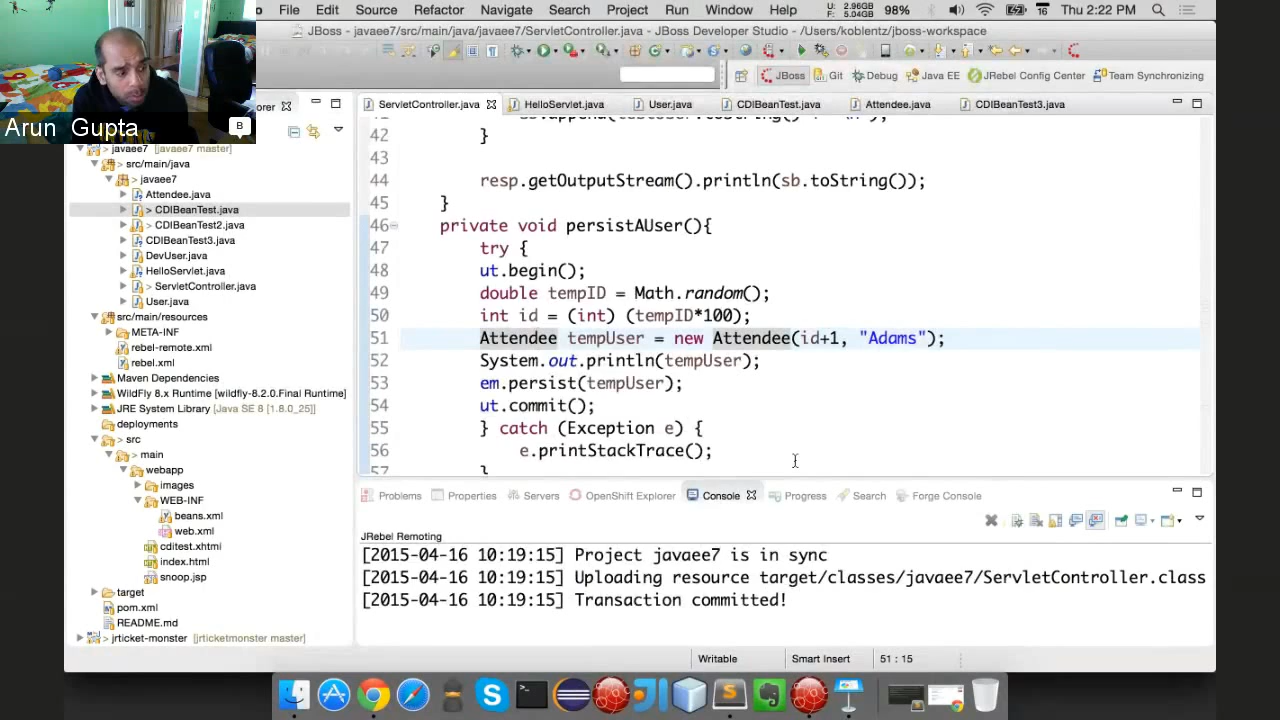 File Edit Source Refactor Navigate Search Project Run Window Help U: 2.96GB F: 5.04GB 98% 16 Thu 2:22 PM
JBoss - javaee7/src/main/java/javaee7/ServletController.java - JBoss Developer Studio - /Users/koblentz/jboss-workspace
JBoss Git Debug Java EE JRebel Config Center Team Synchronizing
Arun Gupta
B
orer
ServletController.java HelloServlet.java User.java CDIBeanTest.java Attendee.java CDIBeanTest3.java
javaee7 [javaee7 master]
> src/main/java
> javaee7
Attendee.java
> CDIBeanTest.java
> CDIBeanTest2.java
CDIBeanTest3.java
DevUser.java
HelloServlet.java
> ServletController.java
User.java
src/main/resources
META-INF
rebel-remote.xml
rebel.xml
Maven Dependencies
WildFly 8.x Runtime [wildfly-8.2.0.Final Runtime]
JRE System Library [Java SE 8 [1.8.0_25]]
deployments
> src
> main
webapp
images
WEB-INF
beans.xml
web.xml
cditest.xhtml
index.html
snoop.jsp
target
pom.xml
README.md
> jrticket-monster [jrticketmonster master]
42 }
43
44 resp.getOutputStream().println(sb.toString());
45 }
46 private void persistAUser(){
47 try {
48 ut.begin();
49 double tempID = Math.random();
50 int id = (int) (tempID*100);
51 Attendee tempUser = new Attendee(id+1, "Adams");
52 System.out.println(tempUser);
53 em.persist(tempUser);
54 ut.commit();
55 } catch (Exception e) {
56 e.printStackTrace();
57 }
Problems Properties Servers OpenShift Explorer Console Progress Search Forge Console
JRebel Remoting
[2015-04-16 10:19:15] Project javaee7 is in sync
[2015-04-16 10:19:15] Uploading resource target/classes/javaee7/ServletController.class
[2015-04-16 10:19:15] Transaction committed!
Writable Smart Insert 51 : 15